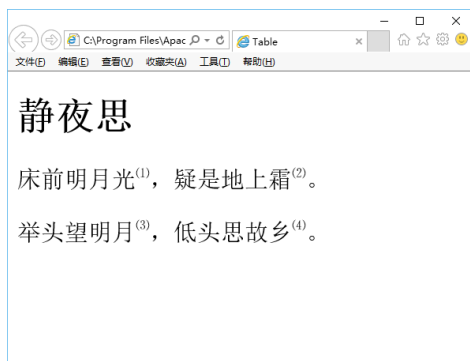 C:\Program Files\Apac
Table
文件(F) 编辑(E) 查看(V) 收藏夹(A) 工具(T) 帮助(H)
静夜思
床前明月光(1)，疑是地上霜(2)。
举头望明月(3)，低头思故乡(4)。